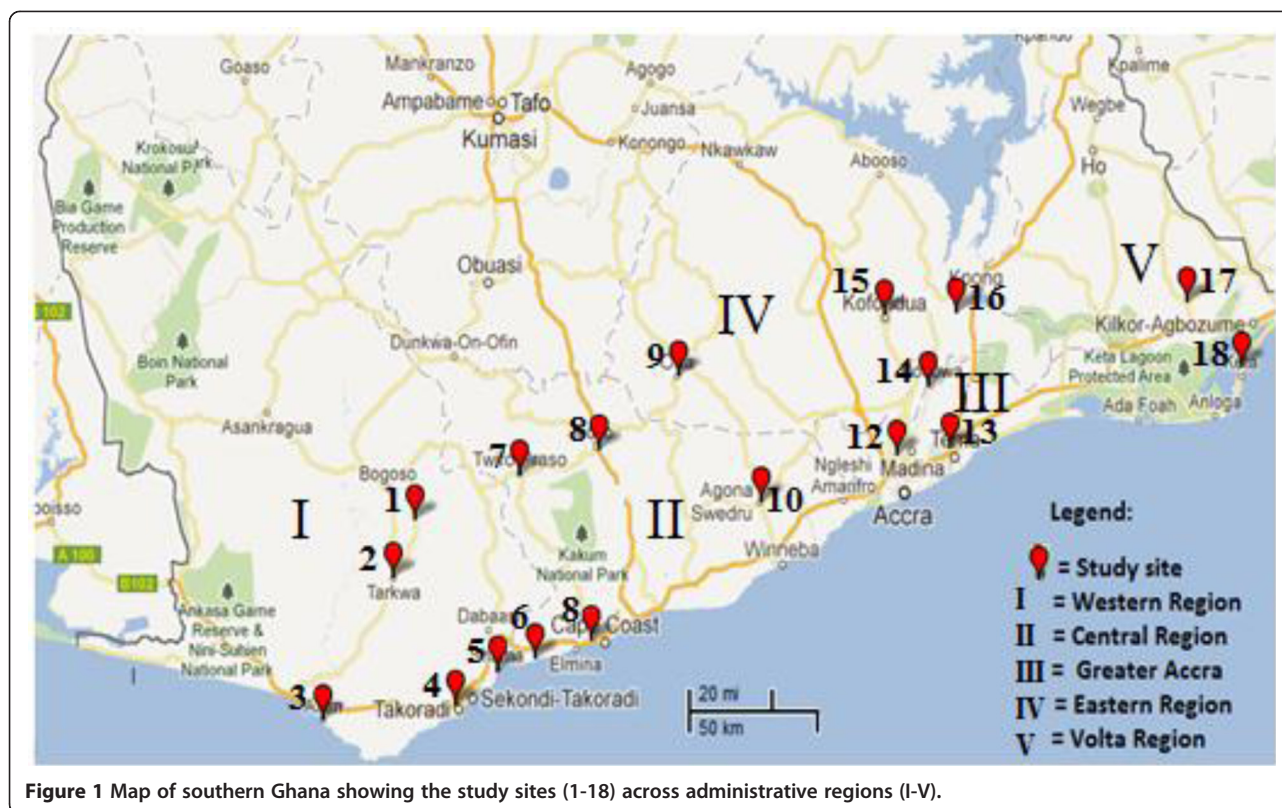 Kpando
Goaso
Mankranzo
Agogo
Kpalime
Ampabame
Tafo
Juansa
Wegbe
Kumasi
Konongo
Nkawkaw
Krokosu
National Park
Abooso
Ho
Bia Game
Production
Reserve
Obuasi
IV
V
15
Koforidua
Kpong
16
17
102
Dunkwa-On-Ofin
Kilkor-Agbozume
Boin National
Park
9
14
III
Keta Lagoon
Protected Area
18
Keta
Ada Foah
Anloga
Asankragua
8
12
Tema
13
7
Madina
Bogoso
Ngleshi
Amanfro
1
I
II
Agona
Swedru
10
Accra
Legend:
2
Tarkwa
Kakum
National Park
Winneba
A 100
= Study site
Ankasa Game
Reserve &
Nini-Suhien
National Park
I = Western Region
Dabaase
6
8
Cape Coast
II = Central Region
5
Elmina
III = Greater Accra
3
4
Sekondi-Takoradi
20 mi
Takoradi
50 km
IV = Eastern Region
V = Volta Region
Figure 1 Map of southern Ghana showing the study sites (1-18) across administrative regions (I-V).